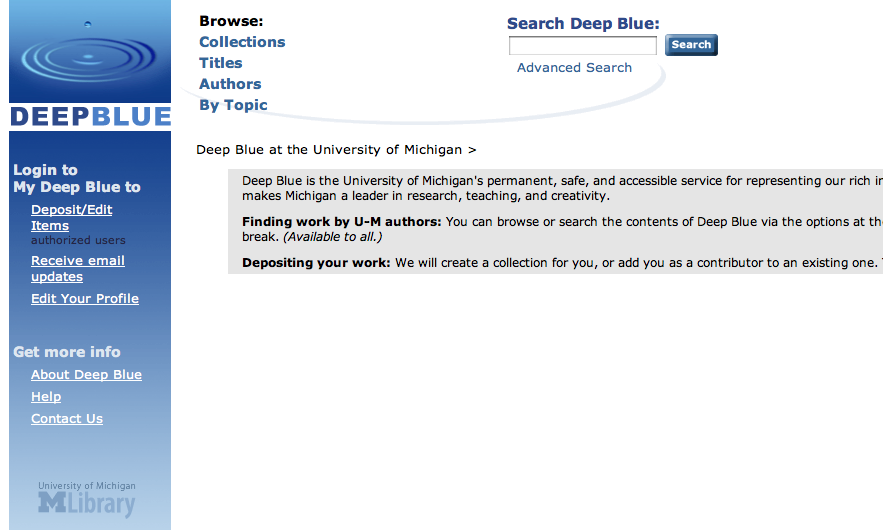 Browse:
Collections
Titles
Authors
By Topic
Search Deep Blue:
Search
Advanced Search
DEEPBLUE
Login to
My Deep Blue to
Deposit/Edit
Items
authorized users
Receive email
updates
Edit Your Profile
Get more info
About Deep Blue
Help
Contact Us
University of Michigan
MLibrary
Deep Blue at the University of Michigan >
Deep Blue is the University of Michigan's permanent, safe, and accessible service for representing our rich
makes Michigan a leader in research, teaching, and creativity.
Finding work by U-M authors: You can browse or search the contents of Deep Blue via the options at
break. (Available to all.)
Depositing your work: We will create a collection for you, or add you as a contributor to an existing one.